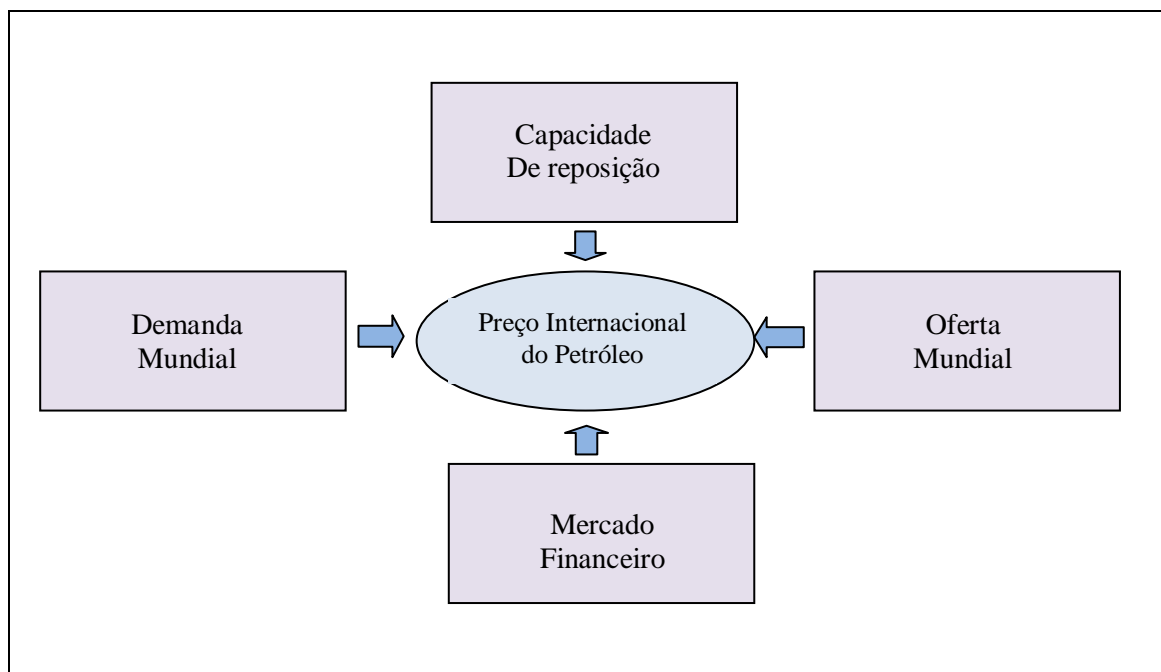 Capacidade
De reposição
Demanda
Mundial
Preço Internacional
do Petróleo
Oferta
Mundial
Mercado
Financeiro